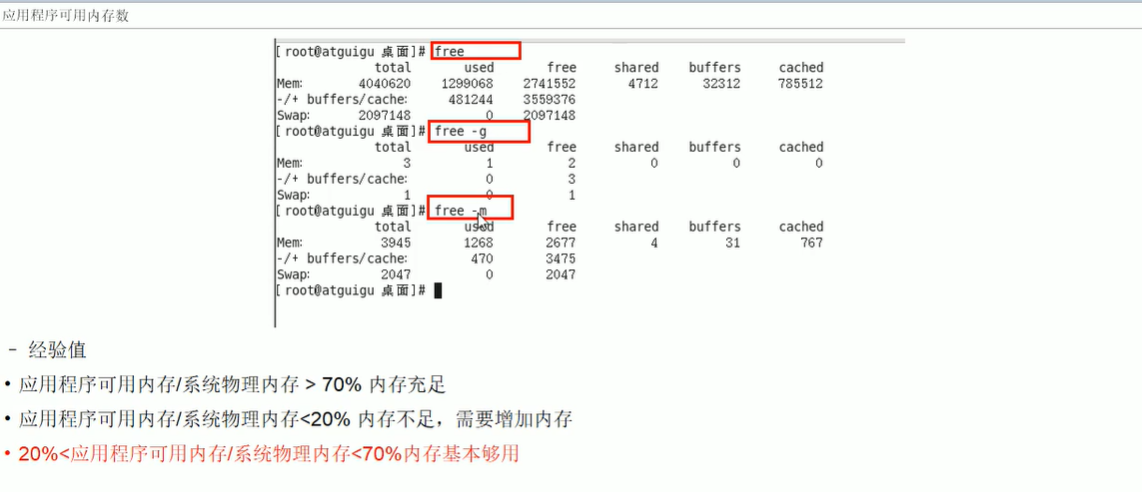 应用程序可用内存数
[root@atguigu 桌面]# free
total used free shared buffers cached
Mem: 4040620 1299068 2741552 4712 32312 785512
-/+ buffers/cache: 481244 3559376
Swap: 2097148 0 2097148
[root@atguigu 桌面]# free -g
total used free shared buffers cached
Mem: 3 1 2 0 0 0
-/+ buffers/cache: 0 3
Swap: 1 0 1
[root@atguigu 桌面]# free -m
total used free shared buffers cached
Mem: 3945 1268 2677 4 31 767
-/+ buffers/cache: 470 3475
Swap: 2047 0 2047
[root@atguigu 桌面]#
- 经验值
• 应用程序可用内存/系统物理内存 > 70% 内存充足
• 应用程序可用内存/系统物理内存<20% 内存不足，需要增加内存
• 20%<应用程序可用内存/系统物理内存<70%内存基本够用